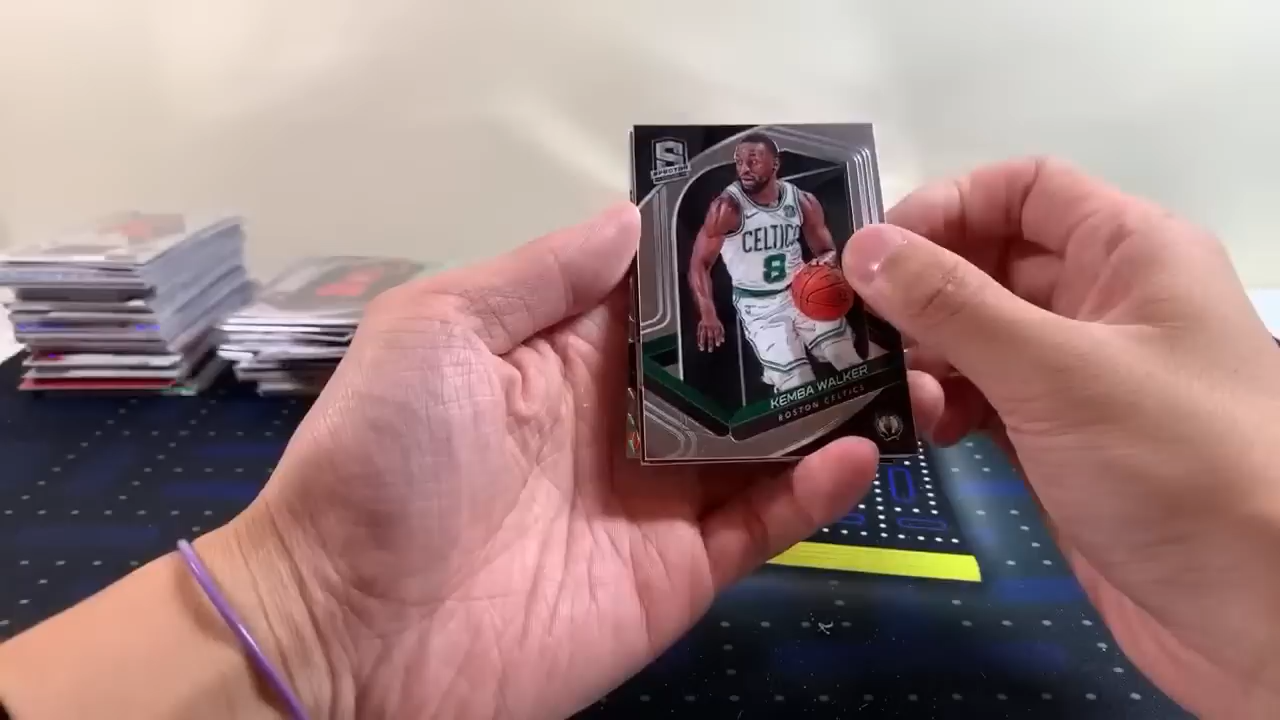 S
SPECTRA
CELTICS
8
KEMBA WALKER
BOSTON CELTICS